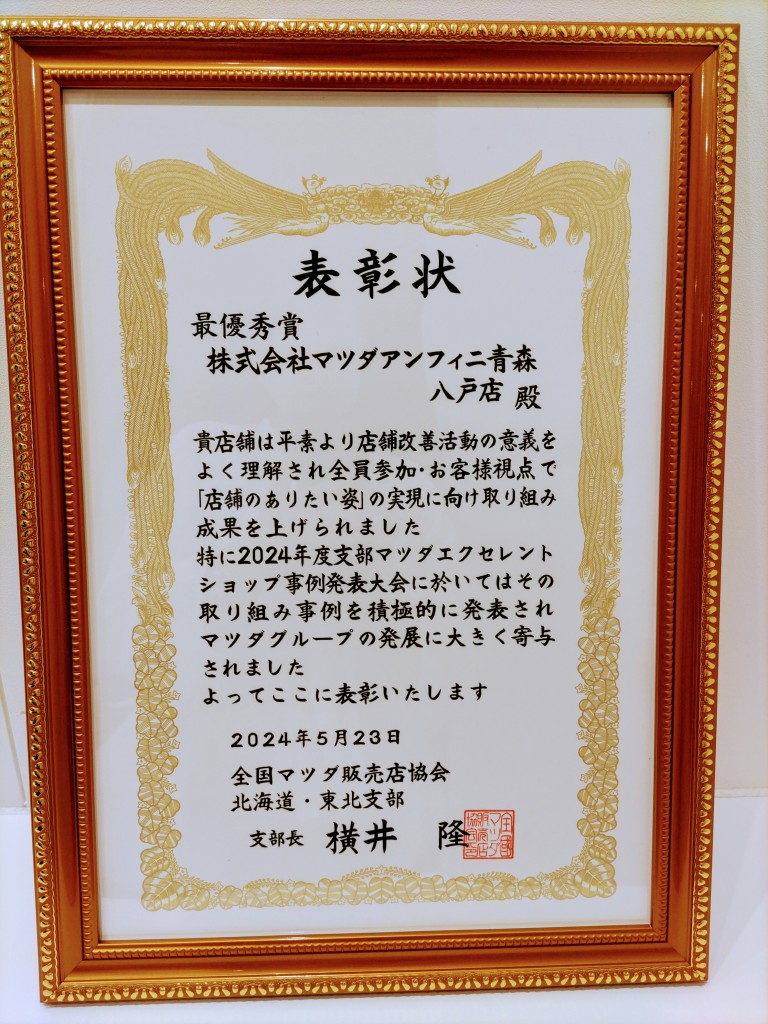 表彰状
最優秀賞
株式会社マツダアンフィニ青森
八戸店 殿
貴店舗は平素より店舗改善活動の意義を
よく理解され全員参加・お客様視点で
「店舗のありたい姿」の実現に向け取り組み
成果を上げられました
特に2024年度支部マツダエクセレント
ショップ事例発表大会に於いてはその
取り組み事例を積極的に発表され
マツダグループの発展に大きく寄与
されました
よってここに表彰いたします
2024年5月23日
全国マツダ販売店協会
北海道・東北支部
支部長 横井 隆